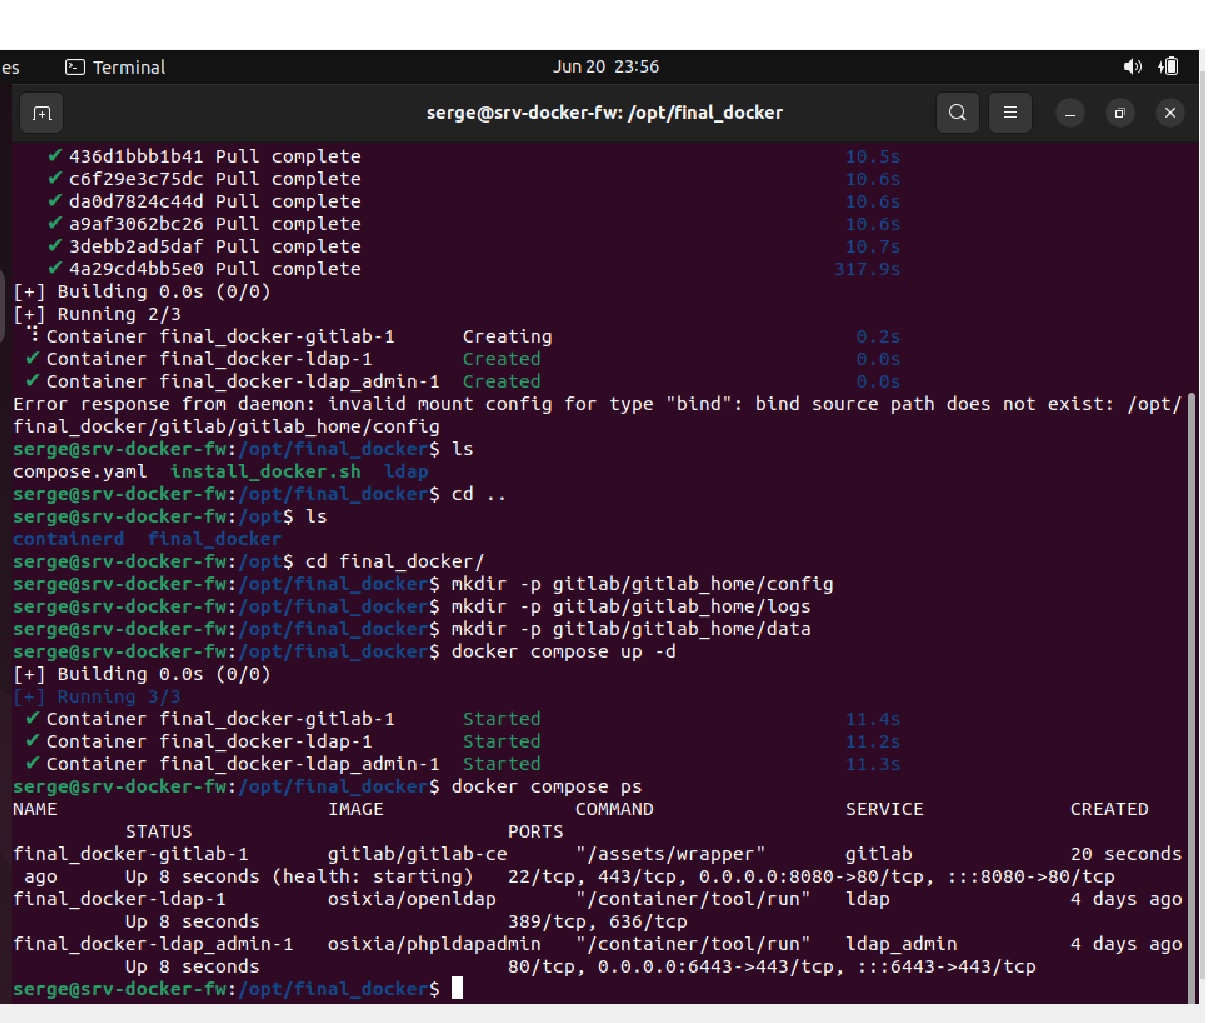 es Terminal Jun 20 23:56
serge@srv-docker-fw: /opt/final_docker
✔ 436d1bbb1b41 Pull complete 10.5s
✔ c6f29e3c75dc Pull complete 10.6s
✔ da0d7824c44d Pull complete 10.6s
✔ a9af3062bc26 Pull complete 10.6s
✔ 3debb2ad5daf Pull complete 10.7s
✔ 4a29cd4bb5e0 Pull complete 317.9s
[+] Building 0.0s (0/0)
[+] Running 2/3
⠹ Container final_docker-gitlab-1 Creating 0.2s
✔ Container final_docker-ldap-1 Created 0.0s
✔ Container final_docker-ldap_admin-1 Created 0.0s
Error response from daemon: invalid mount config for type "bind": bind source path does not exist: /opt/
final_docker/gitlab/gitlab_home/config
serge@srv-docker-fw:/opt/final_docker$ ls
compose.yaml install_docker.sh ldap
serge@srv-docker-fw:/opt/final_docker$ cd ..
serge@srv-docker-fw:/opt$ ls
containerd final_docker
serge@srv-docker-fw:/opt$ cd final_docker/
serge@srv-docker-fw:/opt/final_docker$ mkdir -p gitlab/gitlab_home/config
serge@srv-docker-fw:/opt/final_docker$ mkdir -p gitlab/gitlab_home/logs
serge@srv-docker-fw:/opt/final_docker$ mkdir -p gitlab/gitlab_home/data
serge@srv-docker-fw:/opt/final_docker$ docker compose up -d
[+] Building 0.0s (0/0)
[+] Running 3/3
✔ Container final_docker-gitlab-1 Started 11.4s
✔ Container final_docker-ldap-1 Started 11.2s
✔ Container final_docker-ldap_admin-1 Started 11.3s
serge@srv-docker-fw:/opt/final_docker$ docker compose ps
NAME IMAGE COMMAND SERVICE CREATED
STATUS PORTS
final_docker-gitlab-1 gitlab/gitlab-ce "/assets/wrapper" gitlab 20 seconds
ago Up 8 seconds (health: starting) 22/tcp, 443/tcp, 0.0.0.0:8080->80/tcp, :::8080->80/tcp
final_docker-ldap-1 osixia/openldap "/container/tool/run" ldap 4 days ago
Up 8 seconds 389/tcp, 636/tcp
final_docker-ldap_admin-1 osixia/phpldapadmin "/container/tool/run" ldap_admin 4 days ago
Up 8 seconds 80/tcp, 0.0.0.0:6443->443/tcp, :::6443->443/tcp
serge@srv-docker-fw:/opt/final_docker$